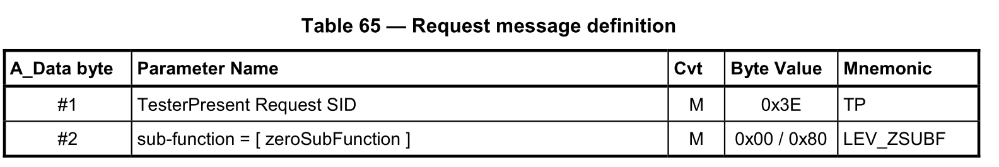 Table 65 — Request message definition
A_Data byte Parameter Name Cvt Byte Value Mnemonic
#1 TesterPresent Request SID M 0x3E TP
#2 sub-function = [ zeroSubFunction ] M 0x00 / 0x80 LEV_ZSUBF